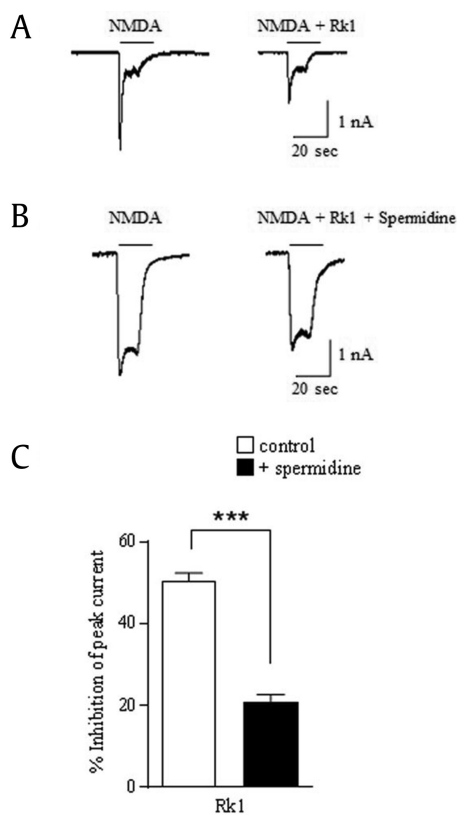 A
NMDA
NMDA + Rk1
1 nA
20 sec
B
NMDA
NMDA + Rk1 + Spermidine
1 nA
20 sec
C
control
+ spermidine
***
60
40
20
0
% Inhibition of peak current
Rk1